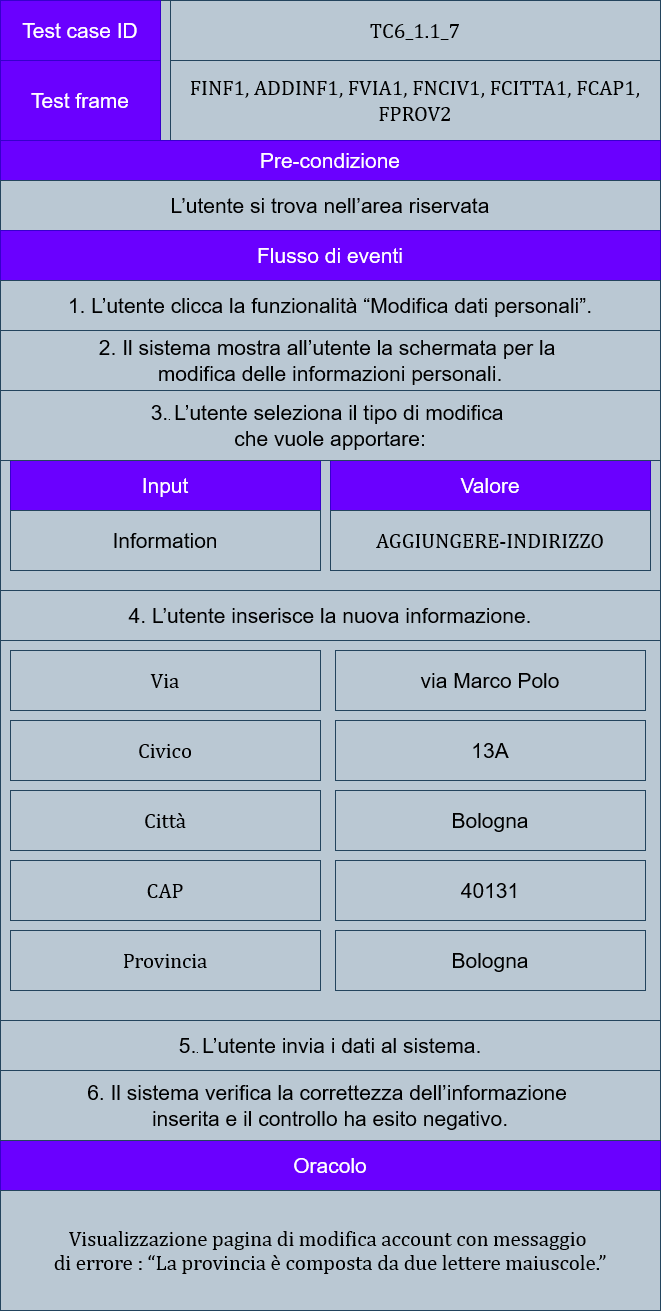 Test case ID
TC6_1.1_7
Test frame
FINF1, ADDINF1, FVIA1, FNCIV1, FCITTA1, FCAP1,
FPROV2
Pre-condizione
L’utente si trova nell’area riservata
Flusso di eventi
1. L’utente clicca la funzionalità “Modifica dati personali”.
2. Il sistema mostra all’utente la schermata per la
modifica delle informazioni personali.
3.. L’utente seleziona il tipo di modifica
che vuole apportare:
Input
Valore
Information
AGGIUNGERE-INDIRIZZO
4. L’utente inserisce la nuova informazione.
Via
via Marco Polo
Civico
13A
Città
Bologna
CAP
40131
Provincia
Bologna
5.. L’utente invia i dati al sistema.
6. Il sistema verifica la correttezza dell’informazione
inserita e il controllo ha esito negativo.
Oracolo
Visualizzazione pagina di modifica account con messaggio
di errore : “La provincia è composta da due lettere maiuscole.”